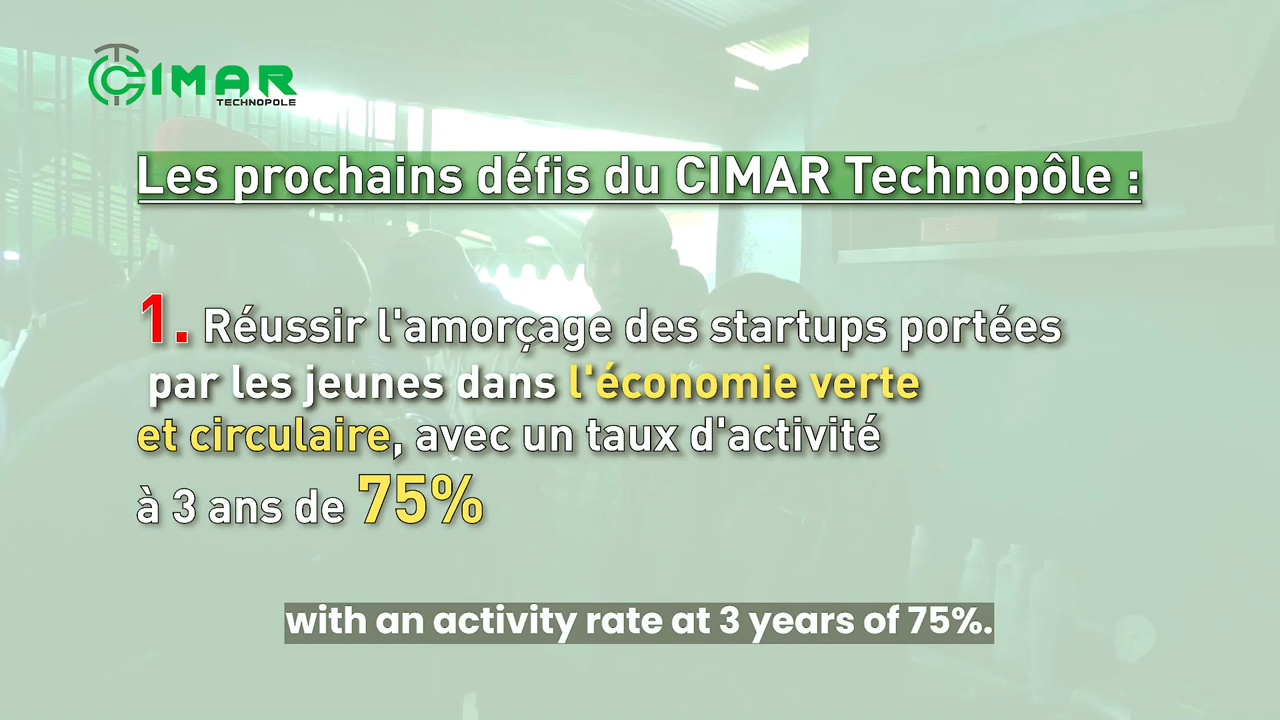 CIMAR
TECHNOPOLE
Les prochains défis du CIMAR Technopôle :
1. Réussir l'amorçage des startups portées
par les jeunes dans l'économie verte
et circulaire, avec un taux d'activité
à 3 ans de 75%
with an activity rate at 3 years of 75%.